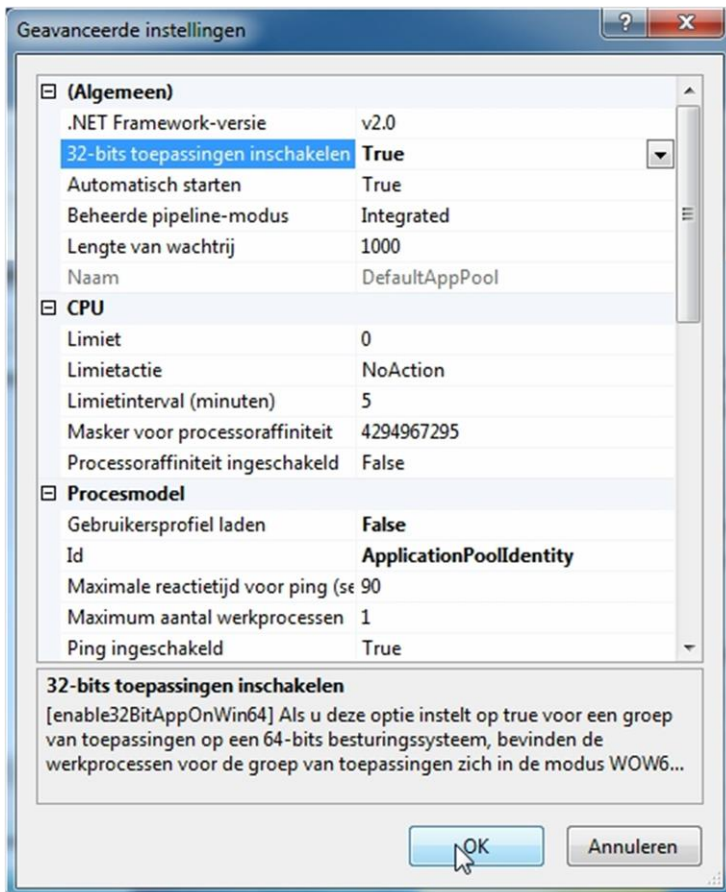 Geavanceerde instellingen
(Algemeen)
.NET Framework-versie v2.0
32-bits toepassingen inschakelen True
Automatisch starten True
Beheerde pipeline-modus Integrated
Lengte van wachtrij 1000
Naam DefaultAppPool
CPU
Limiet 0
Limietactie NoAction
Limietinterval (minuten) 5
Masker voor processoraffiniteit 4294967295
Processoraffiniteit ingeschakeld False
Procesmodel
Gebruikersprofiel laden False
Id ApplicationPoolIdentity
Maximale reactietijd voor ping (se 90
Maximum aantal werkprocessen 1
Ping ingeschakeld True
32-bits toepassingen inschakelen
[enable32BitAppOnWin64] Als u deze optie instelt op true voor een groep
van toepassingen op een 64-bits besturingssysteem, bevinden de
werkprocessen voor de groep van toepassingen zich in de modus WOW6...
OK Annuleren